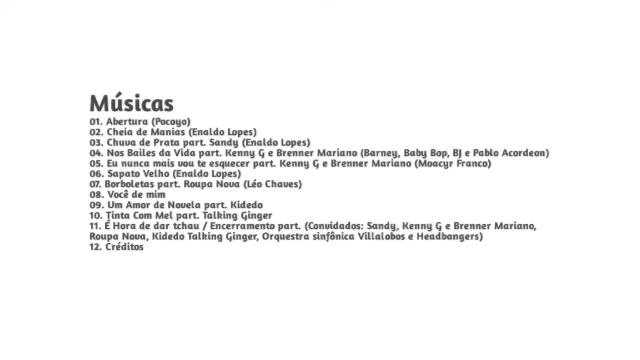 Músicas
01. Abertura (Pocoyo)
02. Cheia de Manias (Enaldo Lopes)
03. Chuva de Prata part. Sandy (Enaldo Lopes)
04. Nos Bailes da Vida part. Kenny G e Brenner Mariano (Barney, Baby Bop, BJ e Pablo Acordeon)
05. Eu nunca mais vou te esquecer part. Kenny G e Brenner Mariano (Moacyr Franco)
06. Sapato Velho (Enaldo Lopes)
07. Borboletas part. Roupa Nova (Léo Chaves)
08. Você de mim
09. Um Amor de Novela part. Kidedo
10. Tinta Com Mel part. Talking Ginger
11. É Hora de dar tchau / Encerramento part. (Convidados: Sandy, Kenny G e Brenner Mariano,
Roupa Nova, Kidedo Talking Ginger, Orquestra sinfônica Villalobos e Headbangers)
12. Créditos